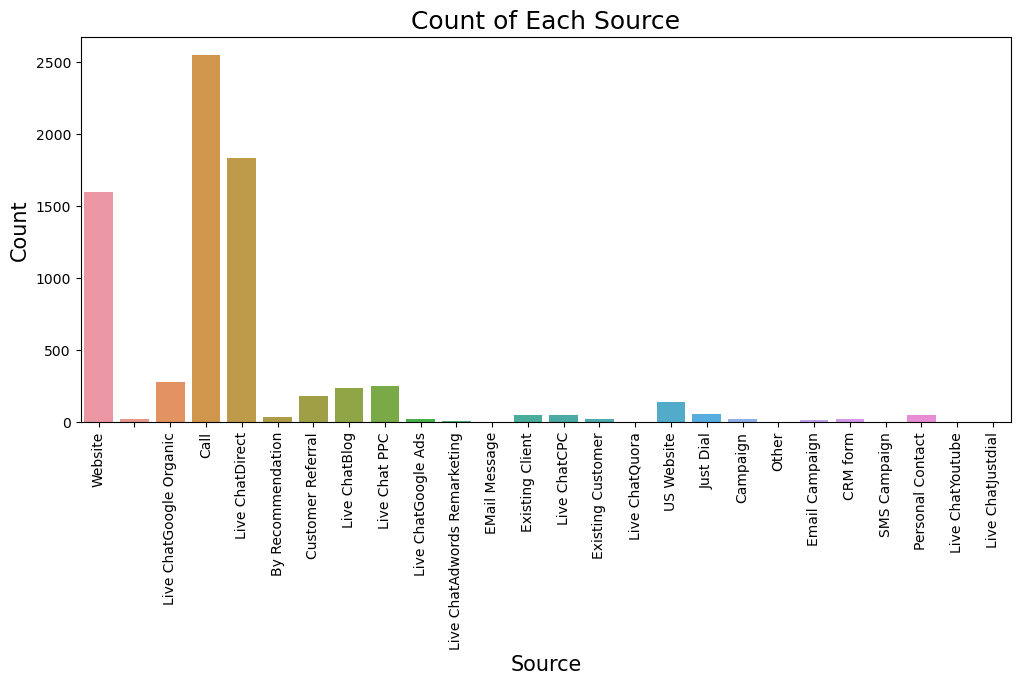 Count of Each Source
Count
2500
2000
1500
1000
500
0
Website
Live ChatGoogle Organic
Call
Live ChatDirect
By Recommendation
Customer Referral
Live ChatBlog
Live Chat PPC
Live ChatGoogle Ads
Live ChatAdwords Remarketing
EMail Message
Existing Client
Live ChatCPC
Existing Customer
Live ChatQuora
US Website
Just Dial
Campaign
Other
Email Campaign
CRM form
SMS Campaign
Personal Contact
Live ChatYoutube
Live ChatJustdial
Source